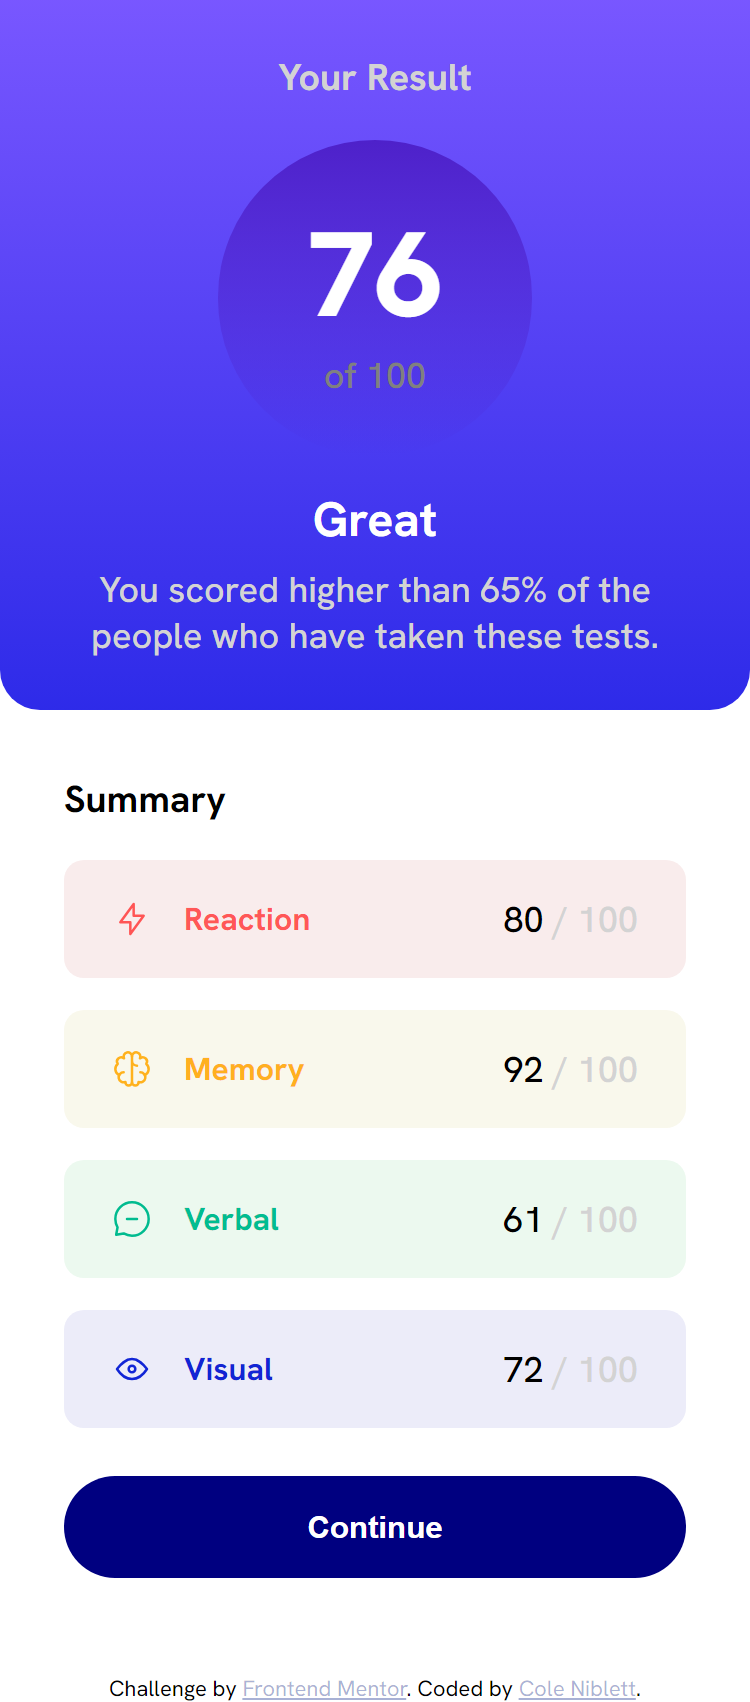 Your Result
76
of 100
Great
You scored higher than 65% of the
people who have taken these tests.
Summary
Reaction 80 / 100
Memory 92 / 100
Verbal 61 / 100
Visual 72 / 100
Continue
Challenge by Frontend Mentor. Coded by Cole Niblett.